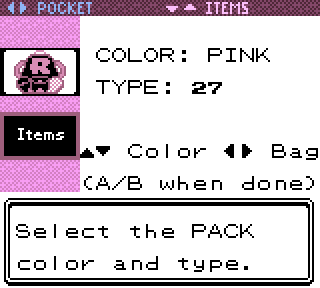 ◀▶ POCKET ▼▲ ITEMS
COLOR: PINK
TYPE: 27
R
Items
▲▼ Color ◀▶ Bag
(A/B when done)
Select the PACK
color and type.